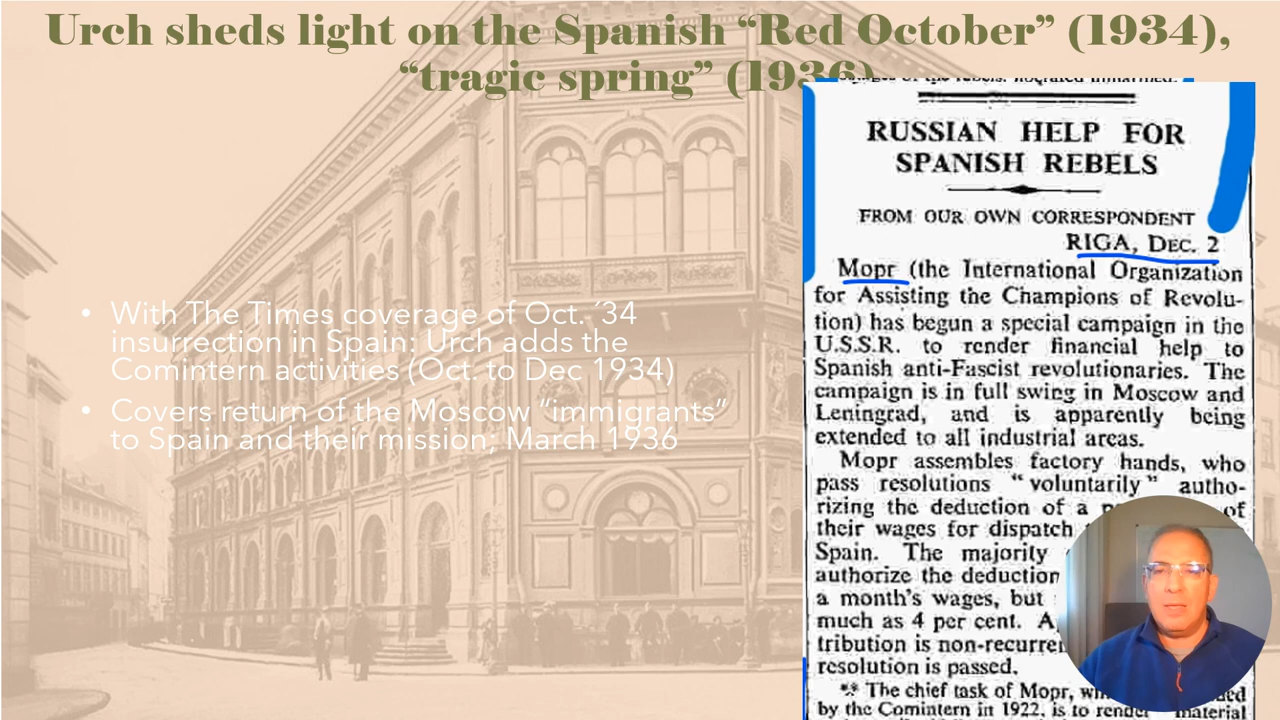 Urch sheds light on the Spanish “Red October” (1934),
“tragic spring” (1936)
• With The Times coverage of Oct. ´34
insurrection in Spain: Urch adds the
Comintern activities (Oct. to Dec 1934)
• Covers return of the Moscow “immigrants”
to Spain and their mission; March 1936
RUSSIAN HELP FOR
SPANISH REBELS
FROM OUR OWN CORRESPONDENT
RIGA, DEC. 2
Mopr (the International Organization
for Assisting the Champions of Revolu-
tion) has begun a special campaign in the
U.S.S.R. to render financial help to
Spanish anti-Fascist revolutionaries. The
campaign is in full swing in Moscow and
Leningrad, and is apparently being
extended to all industrial areas.
Mopr assembles factory hands, who
pass resolutions “voluntarily” autho-
rizing the deduction of a of
their wages for dispatch
Spain. The majority
authorize the deduction
a month's wages, but
much as 4 per cent.
tribution is non-recurre
resolution is passed.
The chief task of Mopr,
by the Comintern in 1922, is to render material